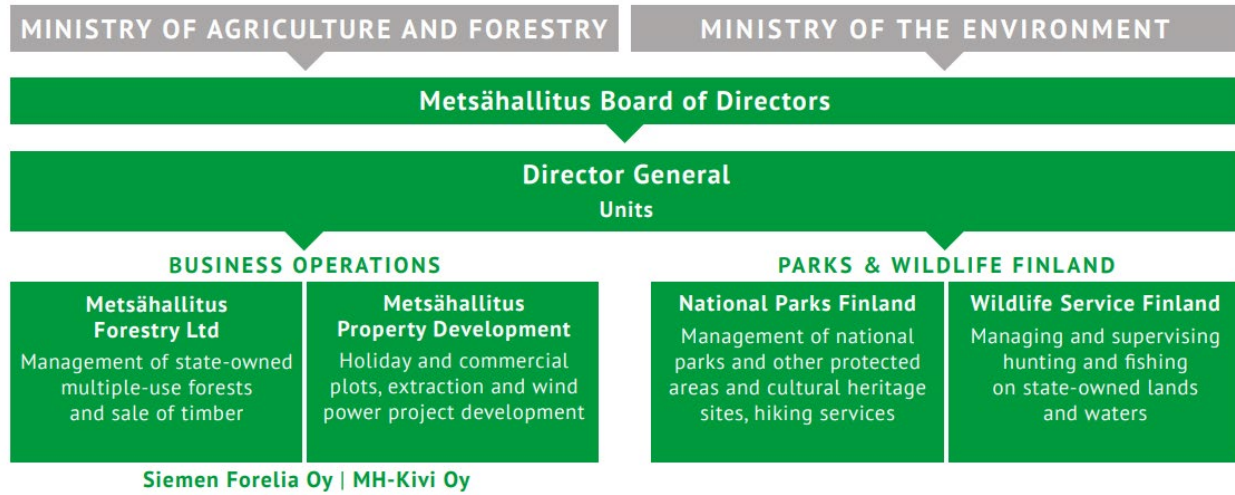 MINISTRY OF AGRICULTURE AND FORESTRY
MINISTRY OF THE ENVIRONMENT
Metsähallitus Board of Directors
Director General
Units
BUSINESS OPERATIONS
Metsähallitus
Forestry Ltd
Management of state-owned
multiple-use forests
and sale of timber
Metsähallitus
Property Development
Holiday and commercial
plots, extraction and wind
power project development
Siemen Forelia Oy | MH-Kivi Oy
PARKS & WILDLIFE FINLAND
National Parks Finland
Management of national
parks and other protected
areas and cultural heritage
sites, hiking services
Wildlife Service Finland
Managing and supervising
hunting and fishing
on state-owned lands
and waters